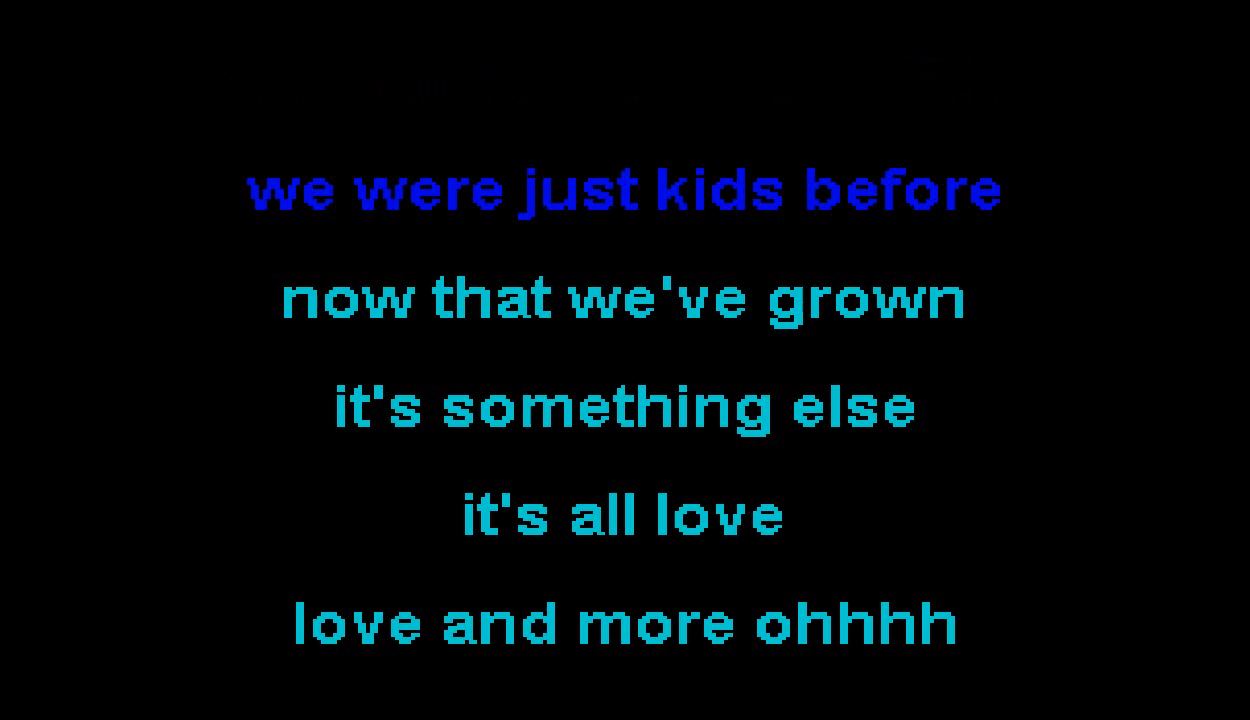 we were just kids before
now that we've grown
it's something else
it's all love
love and more ohhhh